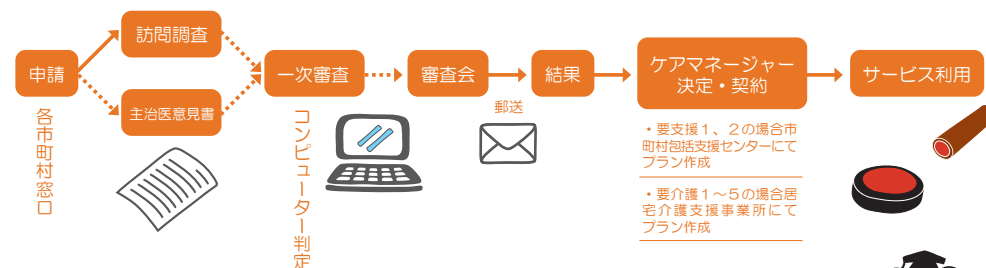 申請
各市町村窓口
訪問調査
主治医意見書
一次審査
コンピューター判定
審査会
結果
郵送
ケアマネージャー
決定・契約
・要支援１、２の場合市
町村包括支援センターにて
プラン作成
・要介護１〜５の場合居
宅介護支援事業所にて
プラン作成
サービス利用